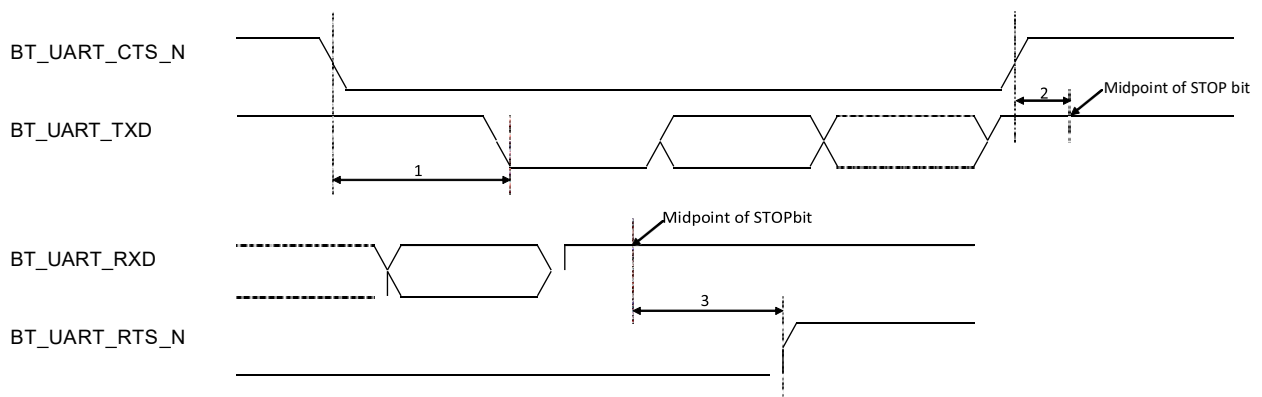 BT_UART_CTS_N
2
Midpoint of STOP bit
BT_UART_TXD
1
Midpoint of STOPbit
BT_UART_RXD
3
BT_UART_RTS_N